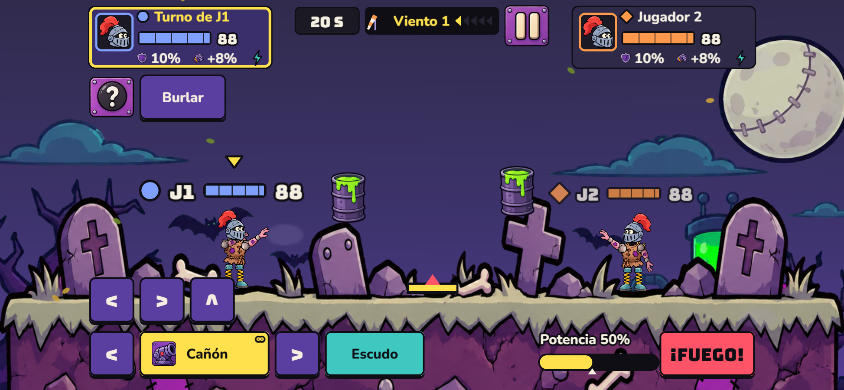 Turno de J1
88
10% +8%
20 S
Viento 1
Jugador 2
88
10% +8%
?
Burlar
J1 88
J2 88
< > ^
< Cañón ∞ >
Escudo
Potencia 50%
¡FUEGO!